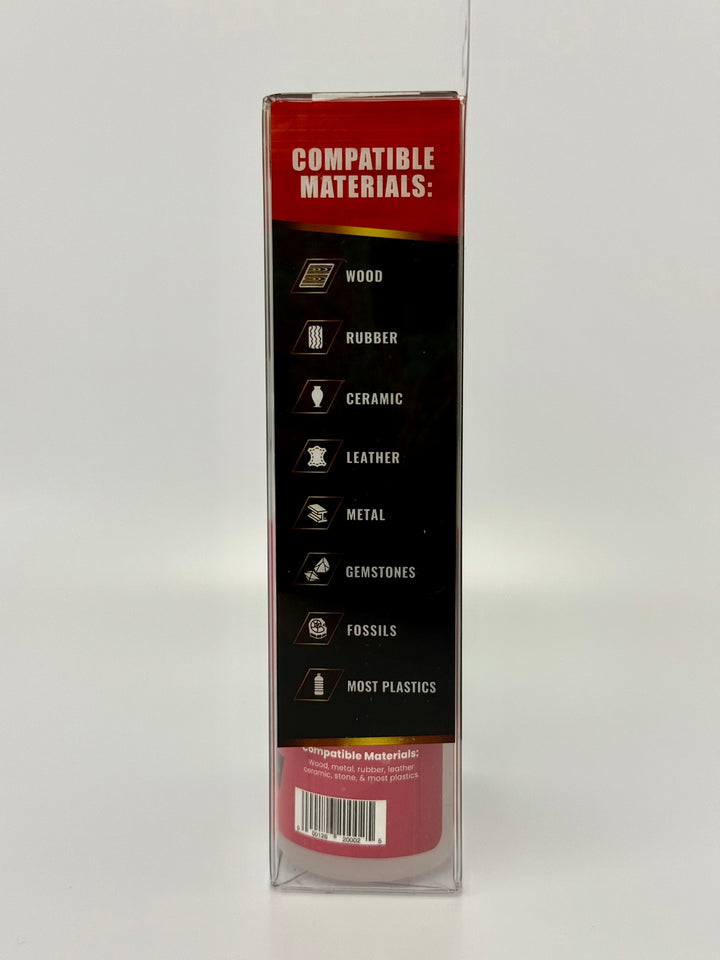 COMPATIBLE
MATERIALS:
WOOD
RUBBER
CERAMIC
LEATHER
METAL
GEMSTONES
FOSSILS
MOST PLASTICS
Compatible Materials:
Wood, metal, rubber, leather
ceramic, stone, & most plastics